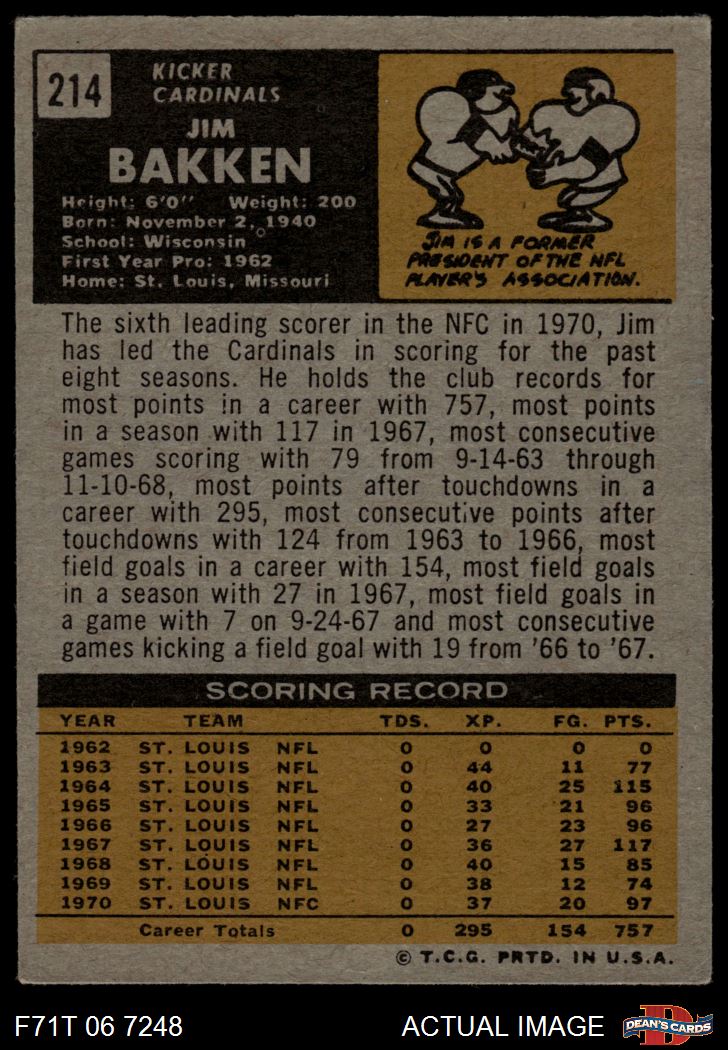 214
KICKER
CARDINALS
JIM
BAKKEN
Height: 6'0'' Weight: 200
Born: November 2, 1940
School: Wisconsin
First Year Pro: 1962
Home: St. Louis, Missouri
JIM IS A FORMER
PRESIDENT OF THE NFL
PLAYER'S ASSOCIATION.
The sixth leading scorer in the NFC in 1970, Jim
has led the Cardinals in scoring for the past
eight seasons. He holds the club records for
most points in a career with 757, most points
in a season with 117 in 1967, most consecutive
games scoring with 79 from 9-14-63 through
11-10-68, most points after touchdowns in a
career with 295, most consecutive points after
touchdowns with 124 from 1963 to 1966, most
field goals in a career with 154, most field goals
in a season with 27 in 1967, most field goals in
a game with 7 on 9-24-67 and most consecutive
games kicking a field goal with 19 from '66 to '67.
SCORING RECORD
YEAR TEAM TDS. XP. FG. PTS.
1962 ST. LOUIS NFL 0 0 0 0
1963 ST. LOUIS NFL 0 44 11 77
1964 ST. LOUIS NFL 0 40 25 115
1965 ST. LOUIS NFL 0 33 21 96
1966 ST. LOUIS NFL 0 27 23 96
1967 ST. LOUIS NFL 0 36 27 117
1968 ST. LOUIS NFL 0 40 15 85
1969 ST. LOUIS NFL 0 38 12 74
1970 ST. LOUIS NFC 0 37 20 97
Career Totals 0 295 154 757
© T.C.G. PRTD. IN U.S.A.
F71T 06 7248 ACTUAL IMAGE
D
DEAN'S CARDS